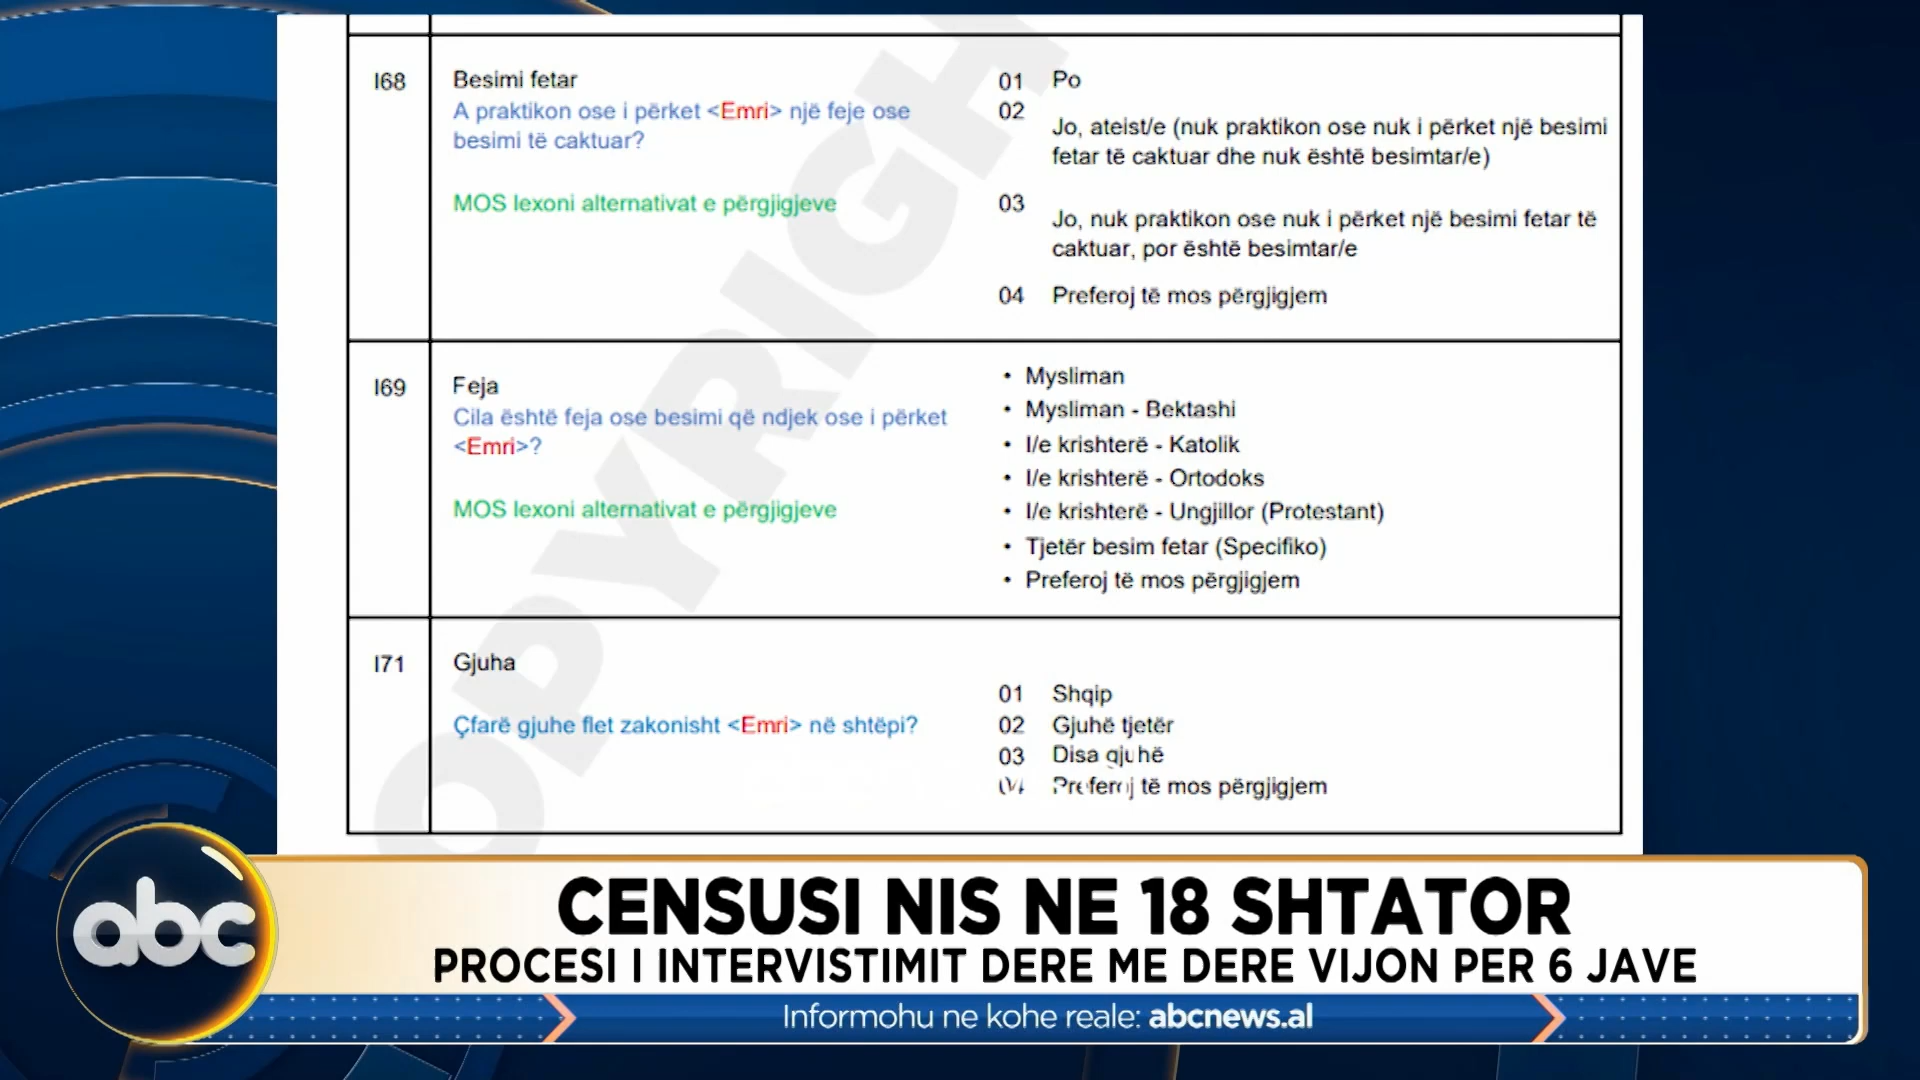 I68
Besimi fetar
A praktikon ose i përket <Emri> një feje ose
besimi të caktuar?
MOS lexoni alternativat e përgjigjeve
01 Po
02
Jo, ateist/e (nuk praktikon ose nuk i përket një besimi
fetar të caktuar dhe nuk është besimtar/e)
03
Jo, nuk praktikon ose nuk i përket një besimi fetar të
caktuar, por është besimtar/e
04 Preferoj të mos përgjigjem
I69
Feja
Cila është feja ose besimi që ndjek ose i përket
<Emri>?
MOS lexoni alternativat e përgjigjeve
• Mysliman
• Mysliman - Bektashi
• I/e krishterë - Katolik
• I/e krishterë - Ortodoks
• I/e krishterë - Ungjillor (Protestant)
• Tjetër besim fetar (Specifiko)
• Preferoj të mos përgjigjem
I71
Gjuha
Çfarë gjuhe flet zakonisht <Emri> në shtëpi?
01 Shqip
02 Gjuhë tjetër
03 Disa gjuhë
04 Preferoj të mos përgjigjem
OPYRIGH
abc
CENSUSI NIS NE 18 SHTATOR
PROCESI I INTERVISTIMIT DERE ME DERE VIJON PER 6 JAVE
Informohu ne kohe reale: abcnews.al